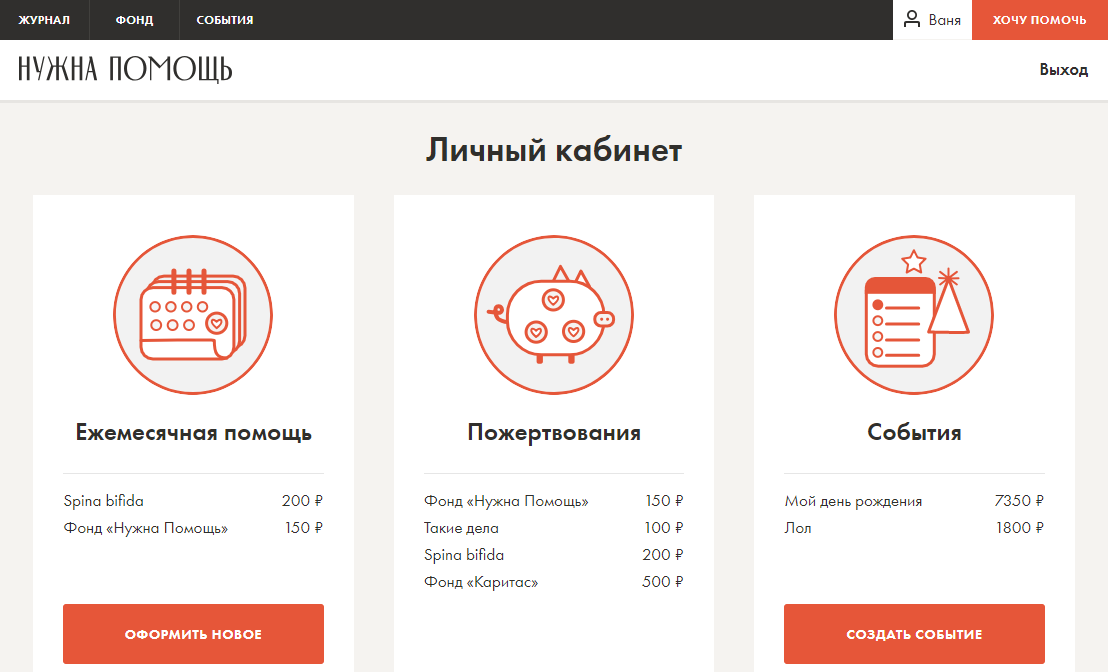 ЖУРНАЛ ФОНД СОБЫТИЯ Ваня ХОЧУ ПОМОЧЬ
НУЖНА ПОМОЩЬ Выход
Личный кабинет
Ежемесячная помощь
Spina bifida 200 ₽
Фонд «Нужна Помощь» 150 ₽
ОФОРМИТЬ НОВОЕ
Пожертвования
Фонд «Нужна Помощь» 150 ₽
Такие дела 100 ₽
Spina bifida 200 ₽
Фонд «Каритас» 500 ₽
События
Мой день рождения 7350 ₽
Лол 1800 ₽
СОЗДАТЬ СОБЫТИЕ